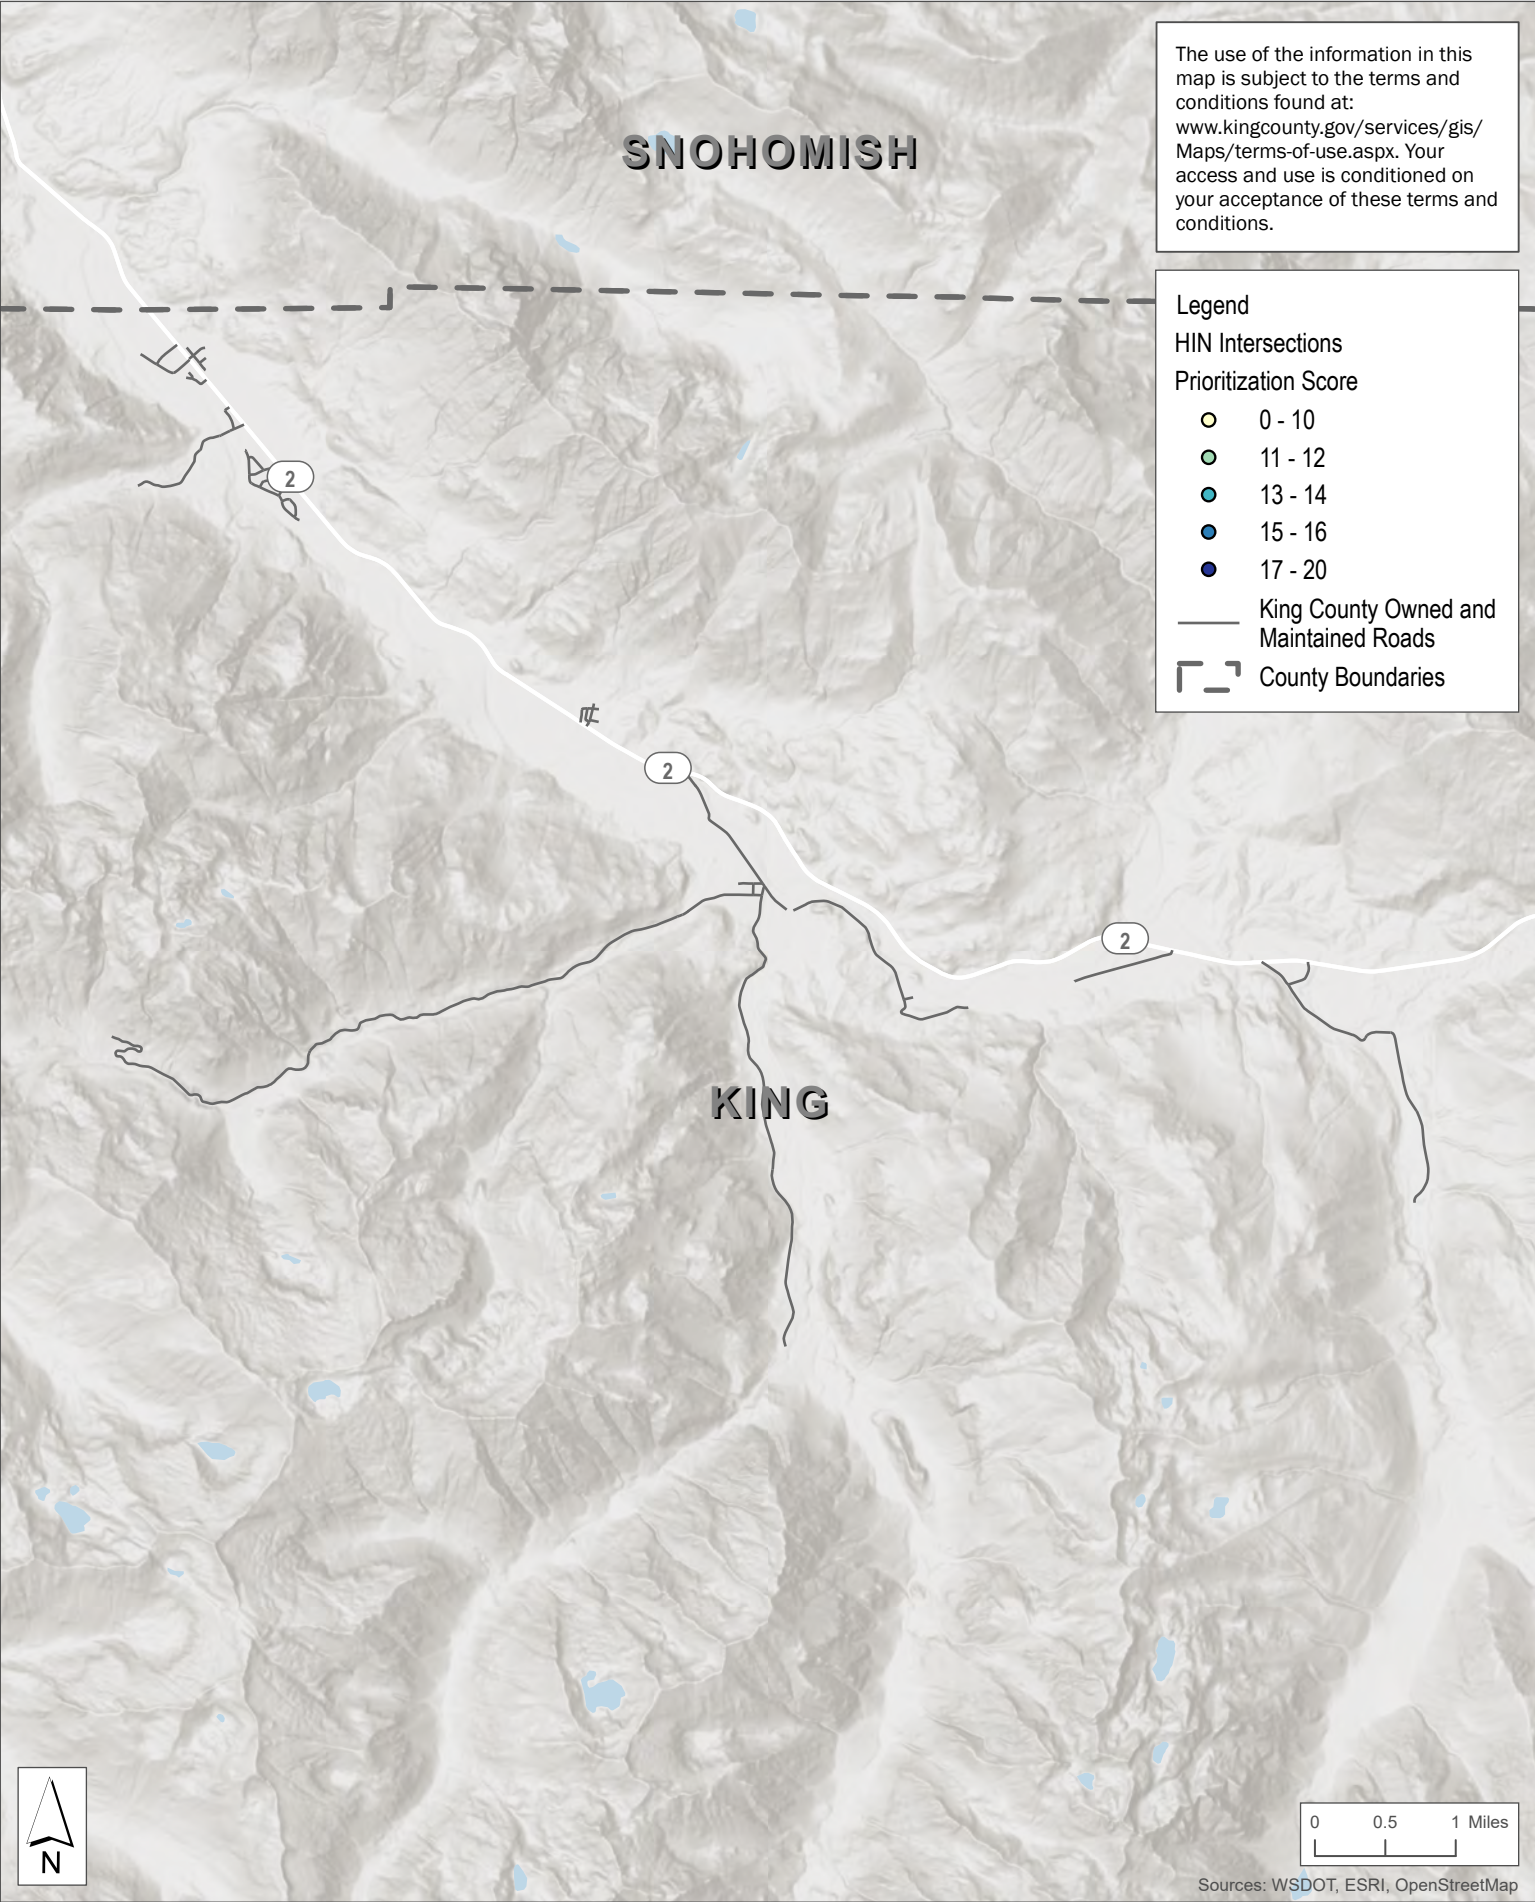 The use of the information in this
map is subject to the terms and
conditions found at:
www.kingcounty.gov/services/gis/
Maps/terms-of-use.aspx. Your
access and use is conditioned on
your acceptance of these terms and
conditions.
SNOHOMISH
Legend
HIN Intersections
Prioritization Score
0 - 10
11 - 12
13 - 14
15 - 16
17 - 20
King County Owned and
Maintained Roads
County Boundaries
2
2
2
KING
N
0 0.5 1 Miles
Sources: WSDOT, ESRI, OpenStreetMap